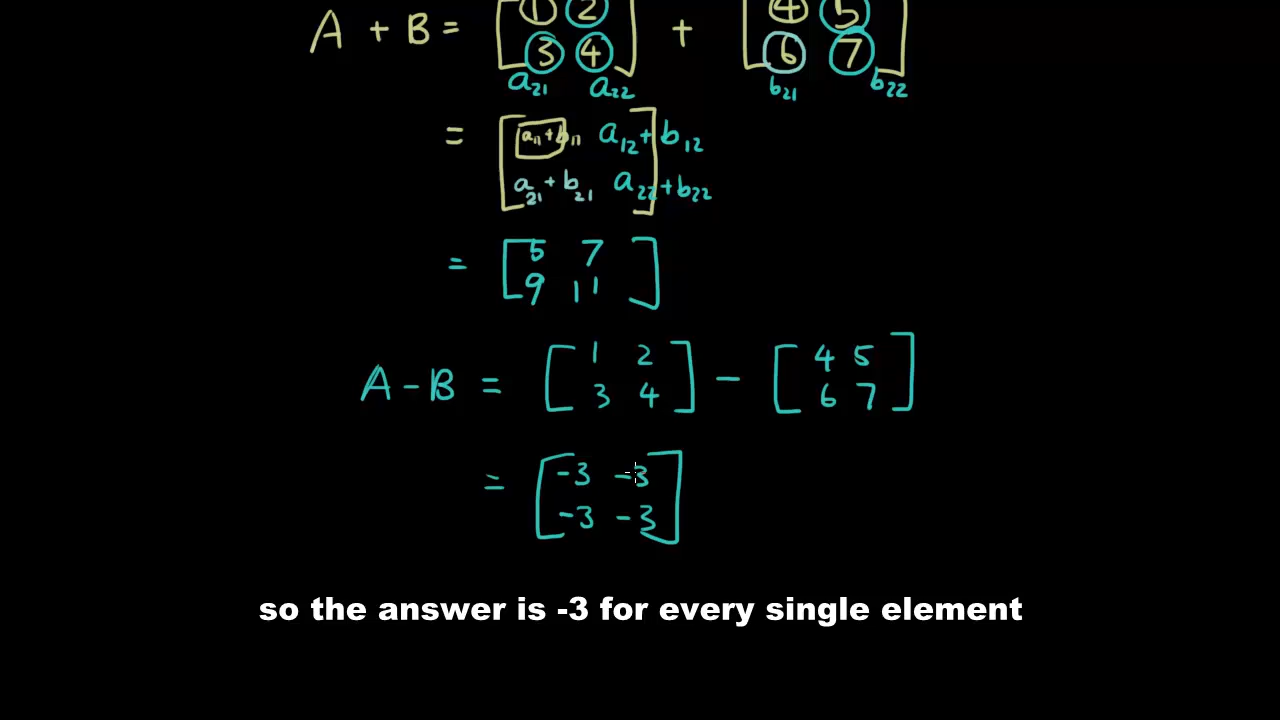 A + B = [ 1 2 ] + [ 4 5 ]
[ 3 4 ] [ 6 7 ]
a21 a22 b21 b22
= [ a11+b11 a12+b12 ]
[ a21+b21 a22+b22 ]
= [ 5 7 ]
[ 9 11 ]
A - B = [ 1 2 ] - [ 4 5 ]
[ 3 4 ] [ 6 7 ]
= [ -3 -3 ]
[ -3 -3 ]
so the answer is -3 for every single element